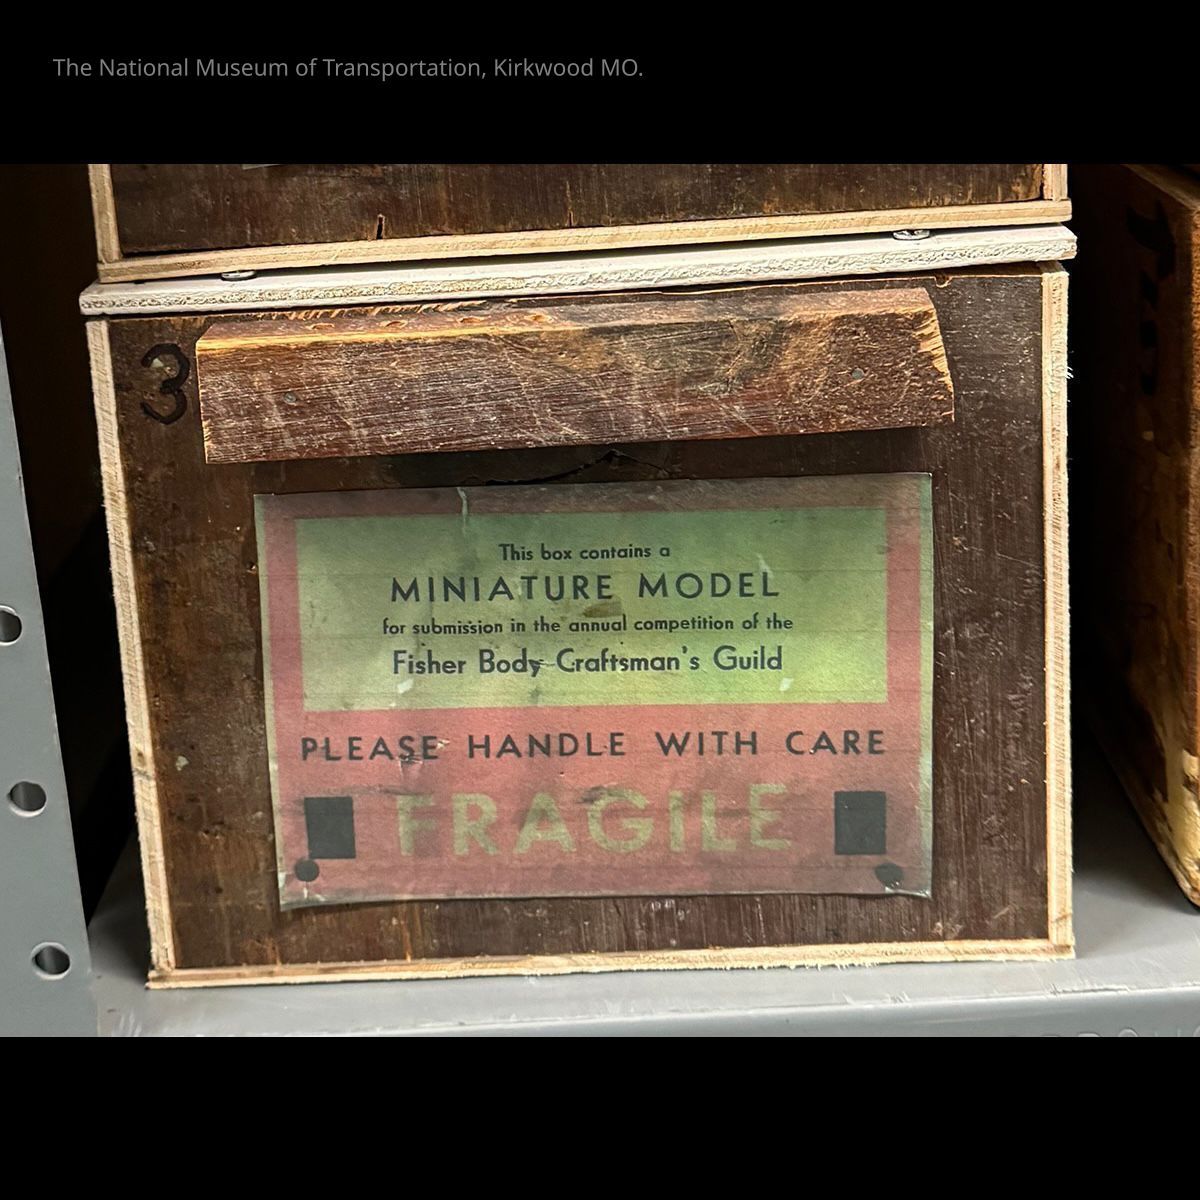 The National Museum of Transportation, Kirkwood MO.
3
This box contains a
MINIATURE MODEL
for submission in the annual competition of the
Fisher Body Craftsman's Guild
PLEASE HANDLE WITH CARE
FRAGILE